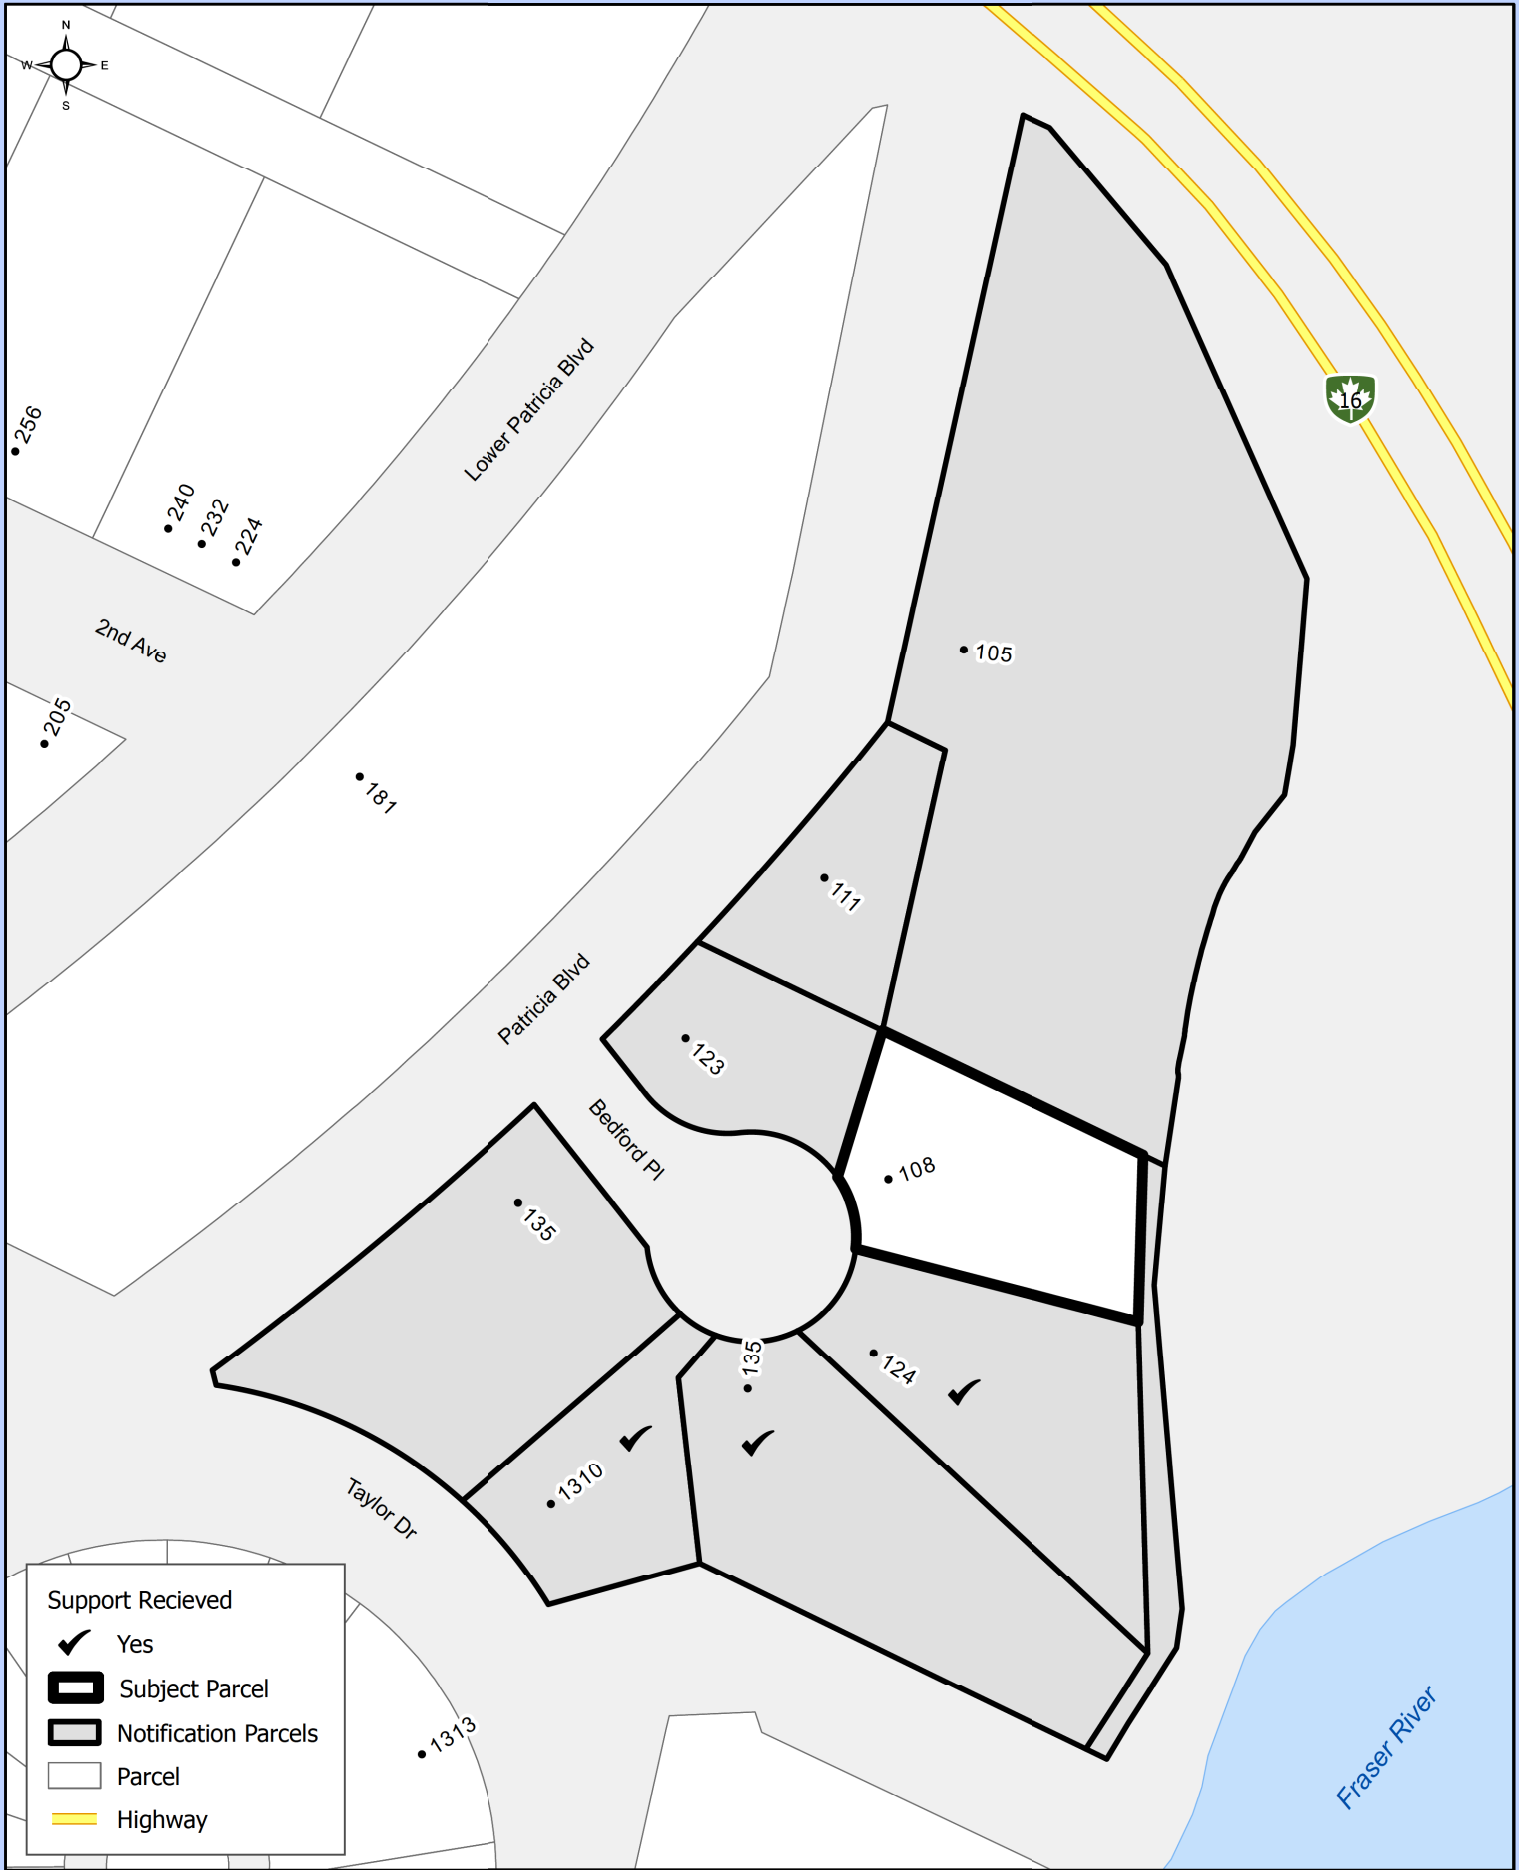 N
W E
S
16
Lower Patricia Blvd
256
240
232
224
2nd Ave
105
205
181
111
Patricia Blvd
123
Bedford Pl
108
135
135
124
1310
Taylor Dr
Support Recieved
Yes
Subject Parcel
Notification Parcels
Parcel
Highway
1313
Fraser River